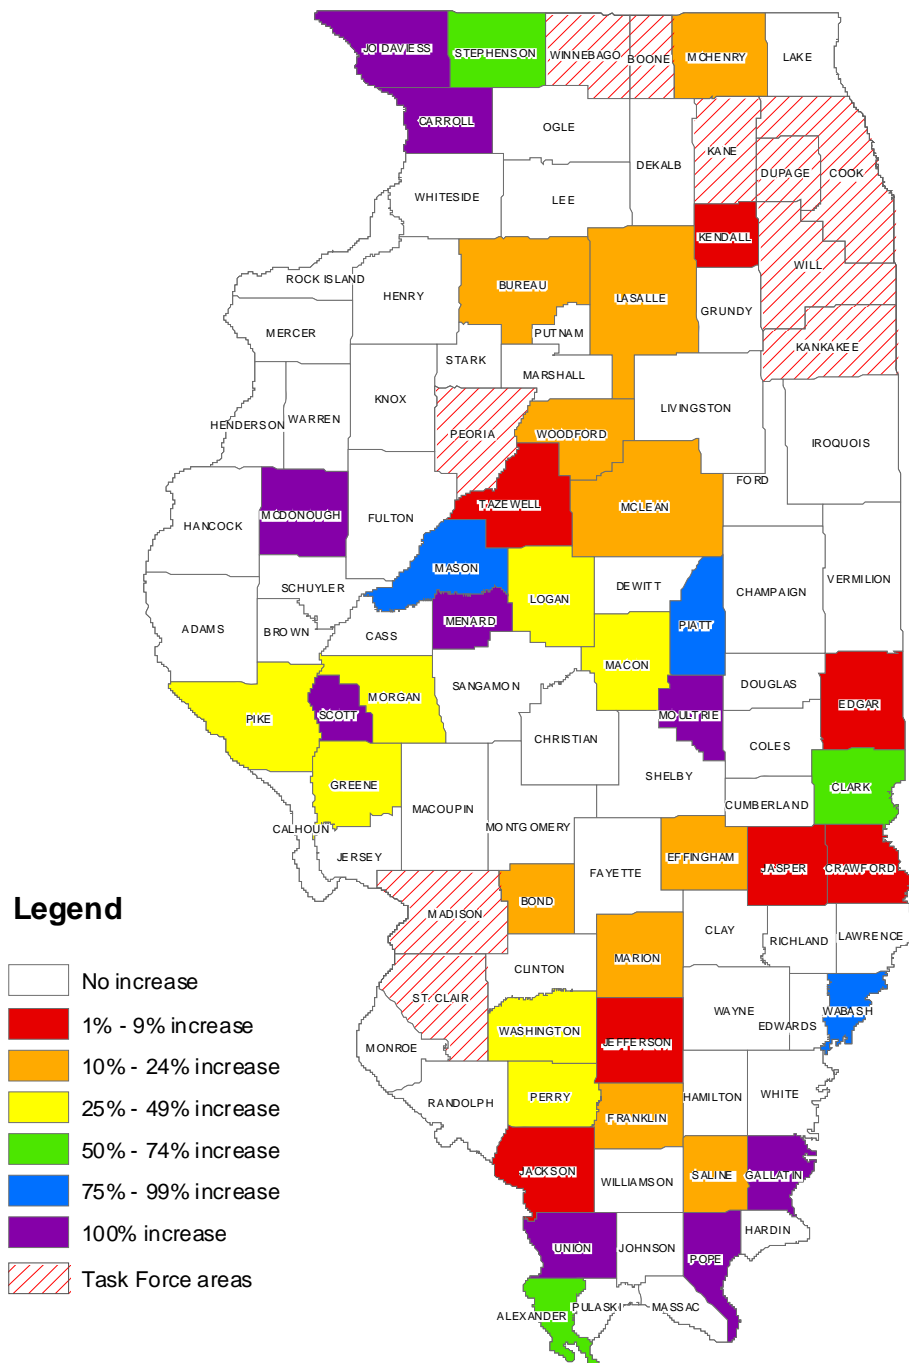 JO DAVIESS
STEPHENSON
WINNEBAGO
BOONE
MCHENRY
LAKE
CARROLL
OGLE
DEKALB
KANE
DUPAGE
COOK
WHITESIDE
LEE
KENDALL
WILL
ROCK ISLAND
HENRY
BUREAU
LASALLE
GRUNDY
MERCER
PUTNAM
KANKAKEE
STARK
MARSHALL
KNOX
LIVINGSTON
HENDERSON
WARREN
PEORIA
WOODFORD
IROQUOIS
FORD
TAZEWELL
MCLEAN
HANCOCK
MCDONOUGH
FULTON
MASON
SCHUYLER
LOGAN
DEWITT
CHAMPAIGN
VERMILION
ADAMS
BROWN
CASS
MENARD
PIATT
MACON
PIKE
SCOTT
MORGAN
SANGAMON
DOUGLAS
EDGAR
MOULTRIE
CHRISTIAN
COLES
GREENE
SHELBY
CLARK
CALHOUN
MACOUPIN
MONTGOMERY
CUMBERLAND
JERSEY
FAYETTE
EFFINGHAM
JASPER
CRAWFORD
MADISON
BOND
CLAY
RICHLAND
LAWRENCE
MARION
CLINTON
ST. CLAIR
WASHINGTON
JEFFERSON
WAYNE
EDWARDS
WABASH
MONROE
RANDOLPH
PERRY
FRANKLIN
HAMILTON
WHITE
JACKSON
WILLIAMSON
SALINE
GALLATIN
UNION
JOHNSON
POPE
HARDIN
ALEXANDER
PULASKI
MASSAC
Legend
No increase
1% - 9% increase
10% - 24% increase
25% - 49% increase
50% - 74% increase
75% - 99% increase
100% increase
Task Force areas